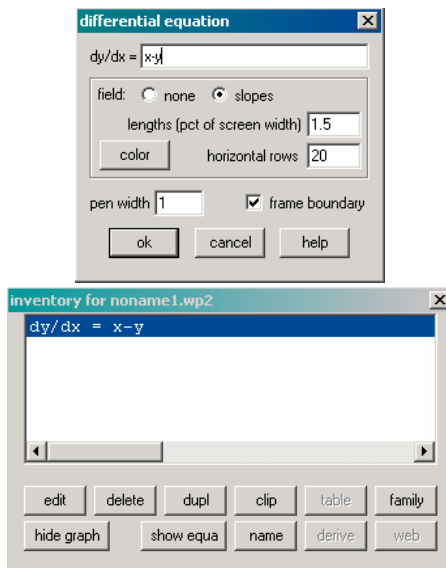 differential equation
dy/dx = x-y
field: none slopes
lengths (pct of screen width) 1.5
color horizontal rows 20
pen width 1 frame boundary
ok cancel help
inventory for noname1.wp2
dy/dx = x-y
edit delete dupl clip table family
hide graph show equa name derive web